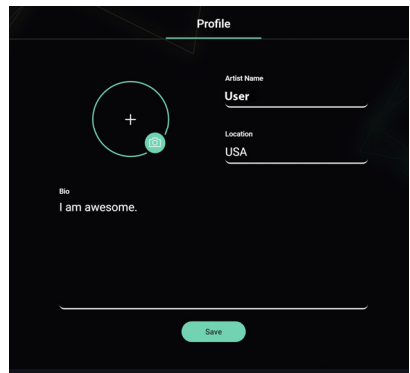 Profile
Artist Name
User
Location
USA
Bio
I am awesome.
Save